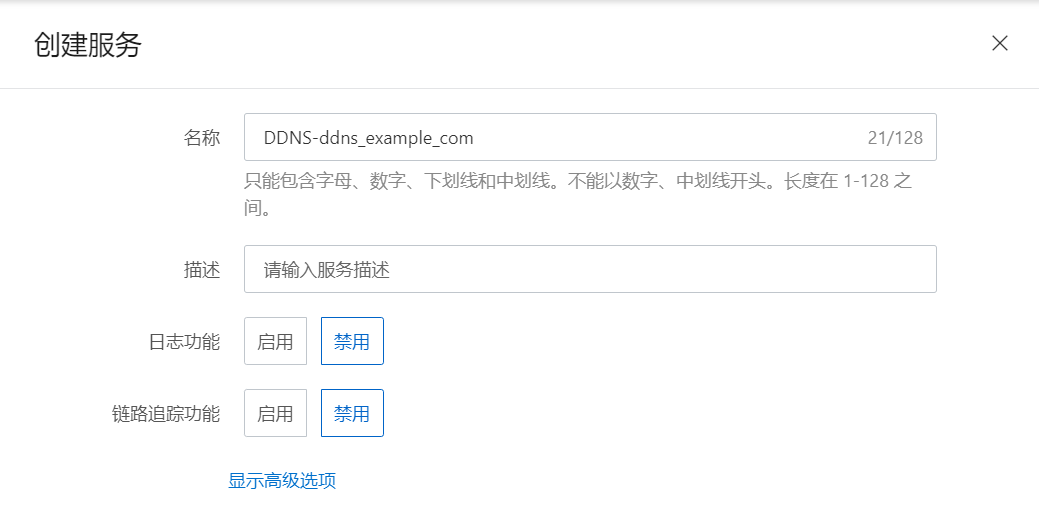 创建服务
名称 DDNS-ddns_example_com 21/128
只能包含字母、数字、下划线和中划线。不能以数字、中划线开头。长度在 1-128 之
间。
描述 请输入服务描述
日志功能 启用 禁用
链路追踪功能 启用 禁用
显示高级选项